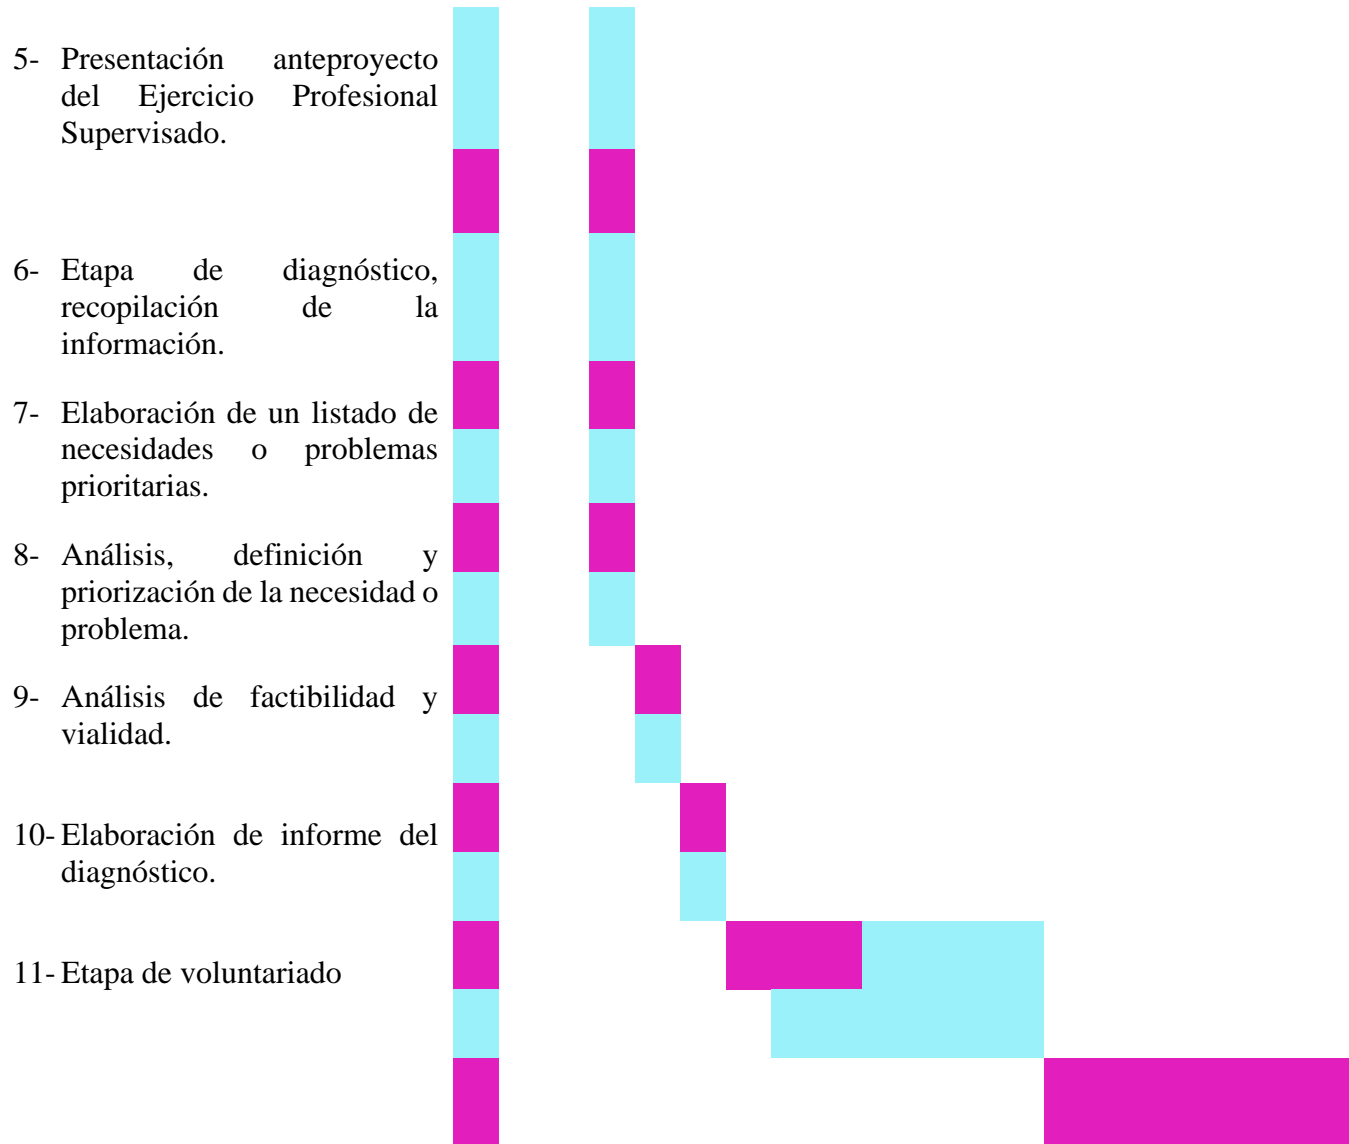 5- Presentación anteproyecto
del Ejercicio Profesional
Supervisado.
6- Etapa de diagnóstico,
recopilación de la
información.
7- Elaboración de un listado de
necesidades o problemas
prioritarias.
8- Análisis, definición y
priorización de la necesidad o
problema.
9- Análisis de factibilidad y
vialidad.
10- Elaboración de informe del
diagnóstico.
11- Etapa de voluntariado